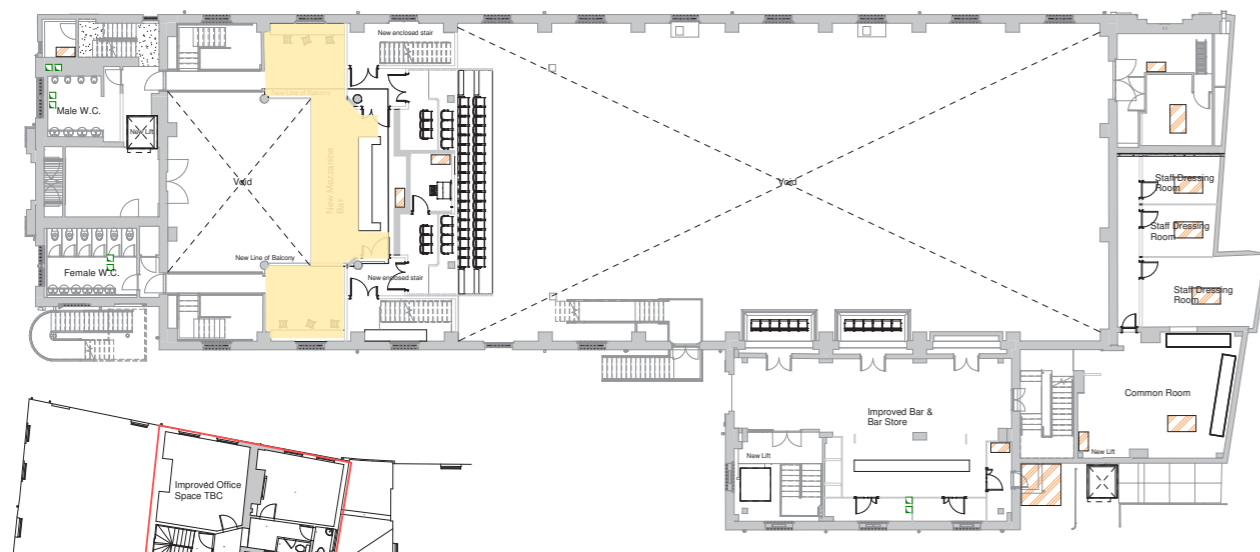 New enclosed stair
New Line of Balcony
Male W.C.
New Lift
Void
New Mezzanine
Bar
Void
Staff Dressing
Room
Staff Dressing
Room
New Line of Balcony
Female W.C.
New enclosed stair
Staff Dressing
Room
Common Room
Improved Bar &
Bar Store
New Lift
New Lift
Improved Office
Space TBC